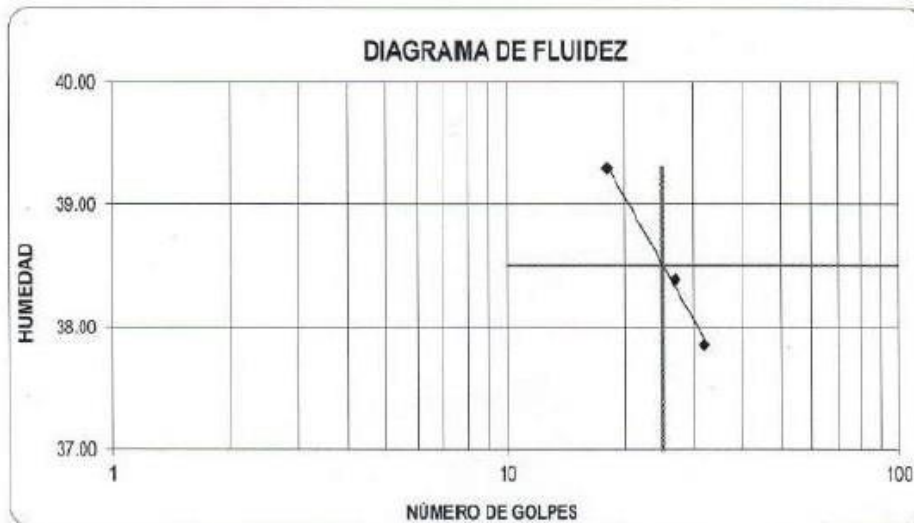 DIAGRAMA DE FLUIDEZ
40.00
39.00
HUMEDAD
38.00
37.00
1
10
100
NÚMERO DE GOLPES